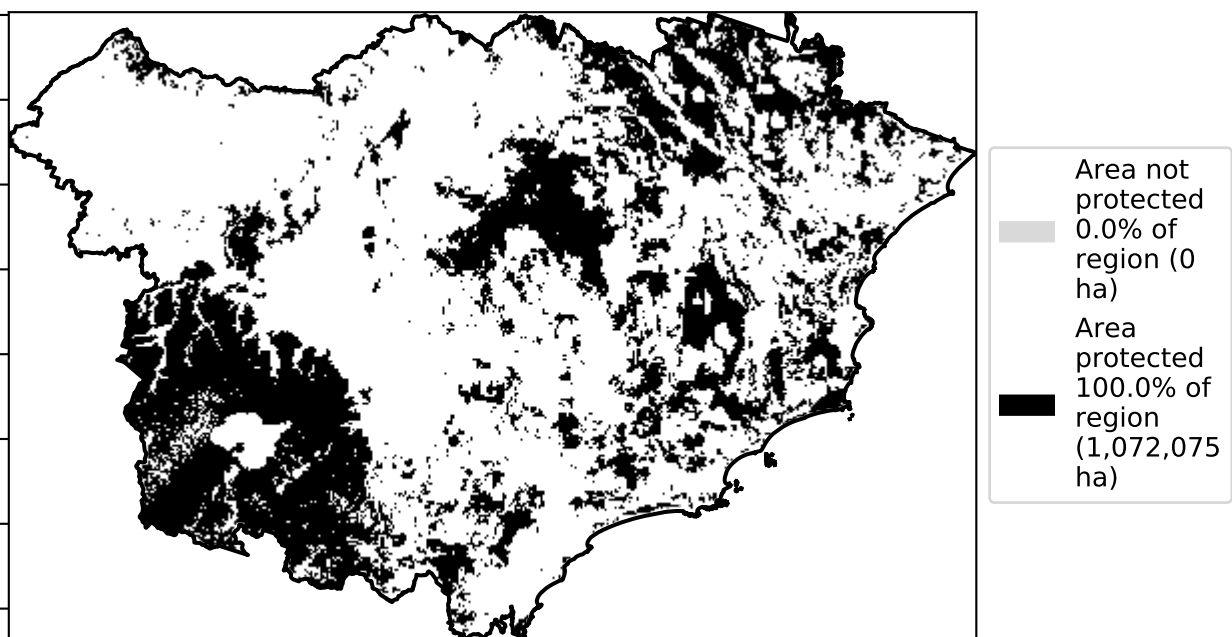 Area not
protected
0.0% of
region (0
ha)
Area
protected
100.0% of
region
(1,072,075
ha)